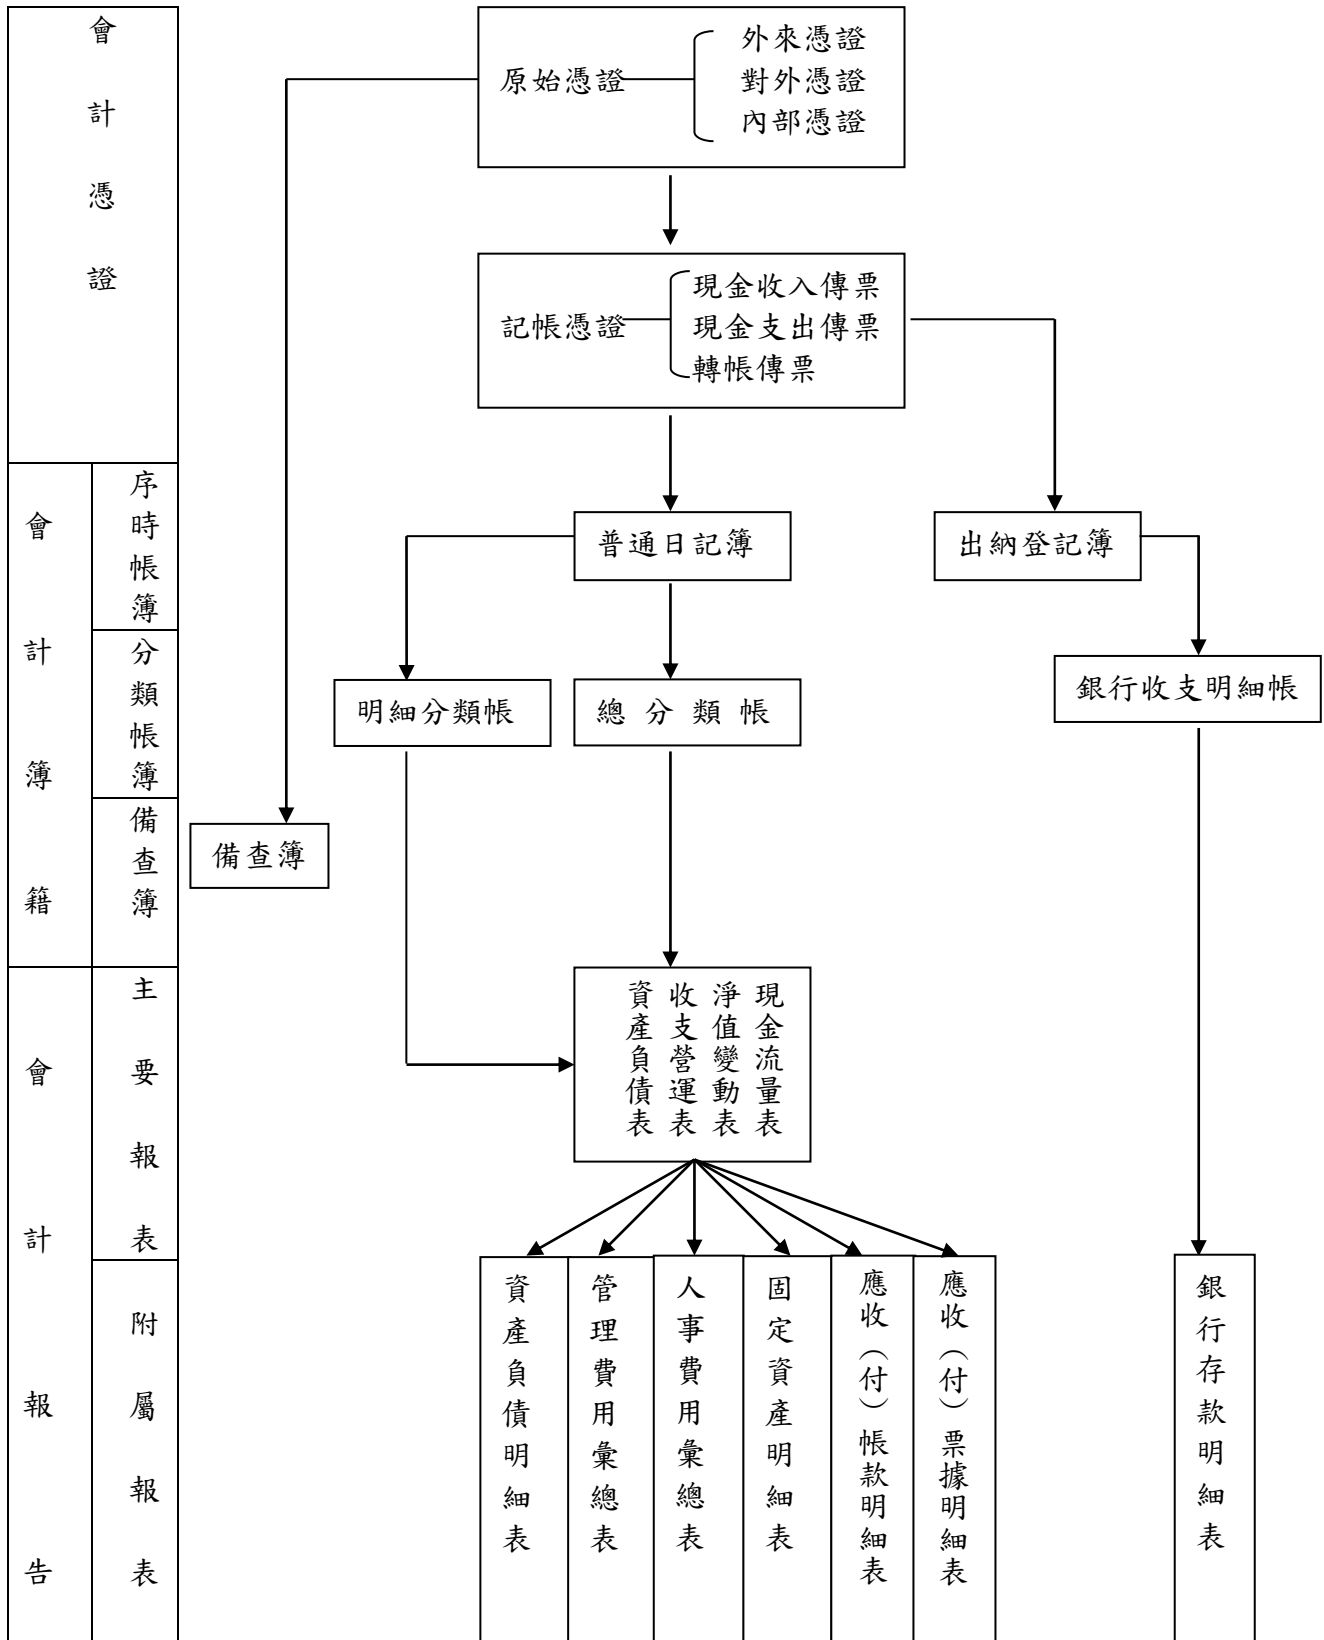 會計憑證
原始憑證
外來憑證
對外憑證
內部憑證
記帳憑證
現金收入傳票
現金支出傳票
轉帳傳票
會計簿籍
序時帳簿
普通日記簿
出納登記簿
分類帳簿
明細分類帳
總分類帳
銀行收支明細帳
備查簿
備查簿
會計報告
主要報表
資產負債表
收支營運表
淨值變動表
現金流量表
附屬報表
資產負債明細表
管理費用彙總表
人事費用彙總表
固定資產明細表
應收（付）帳款明細表
應收（付）票據明細表
銀行存款明細表